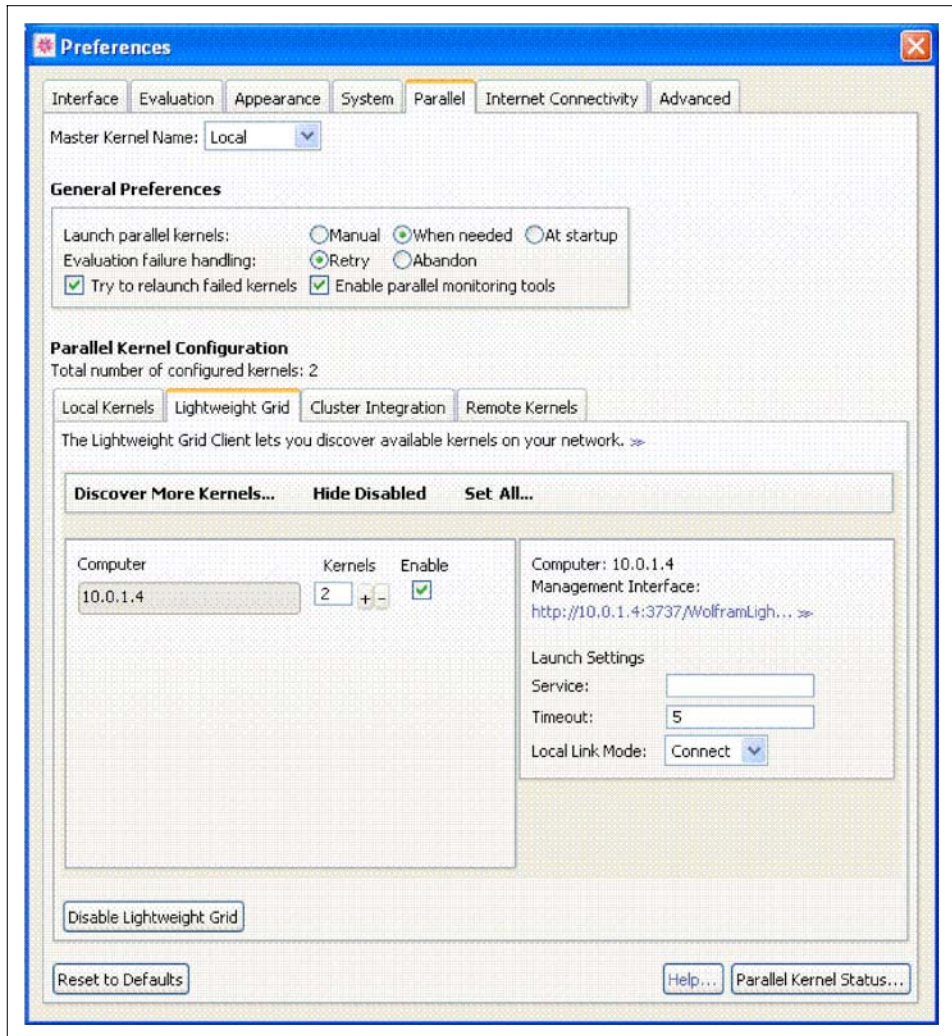 Preferences
Interface Evaluation Appearance System Parallel Internet Connectivity Advanced
Master Kernel Name: Local
General Preferences
Launch parallel kernels: Manual When needed At startup
Evaluation failure handling: Retry Abandon
Try to relaunch failed kernels Enable parallel monitoring tools
Parallel Kernel Configuration
Total number of configured kernels: 2
Local Kernels Lightweight Grid Cluster Integration Remote Kernels
The Lightweight Grid Client lets you discover available kernels on your network. »
Discover More Kernels... Hide Disabled Set All...
Computer Kernels Enable
10.0.1.4 2 + -
Computer: 10.0.1.4
Management Interface:
http://10.0.1.4:3737/WolframLigh... »
Launch Settings
Service:
Timeout: 5
Local Link Mode: Connect
Disable Lightweight Grid
Reset to Defaults Help... Parallel Kernel Status...